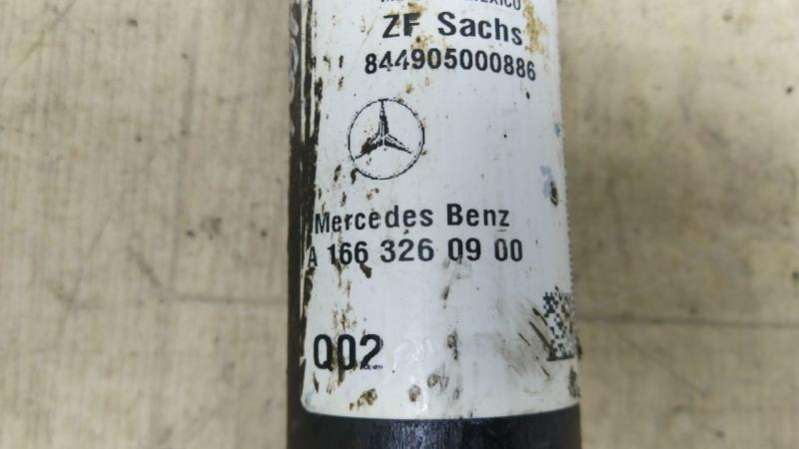 ZF Sachs
844905000886
Mercedes Benz
A 166 326 09 00
Q02